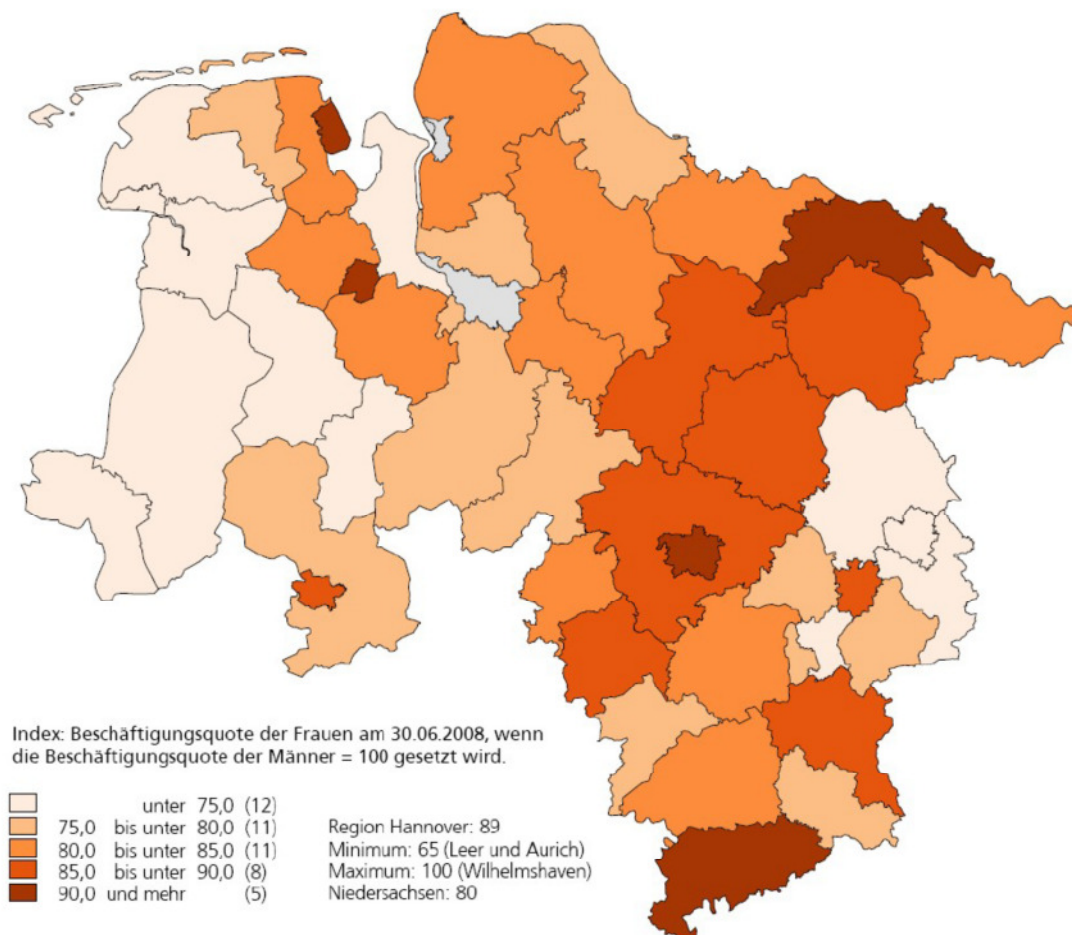 Index: Beschäftigungsquote der Frauen am 30.06.2008, wenn
die Beschäftigungsquote der Männer = 100 gesetzt wird.
unter 75,0 (12)
75,0 bis unter 80,0 (11)
80,0 bis unter 85,0 (11)
85,0 bis unter 90,0 (8)
90,0 und mehr (5)
Region Hannover: 89
Minimum: 65 (Leer und Aurich)
Maximum: 100 (Wilhelmshaven)
Niedersachsen: 80